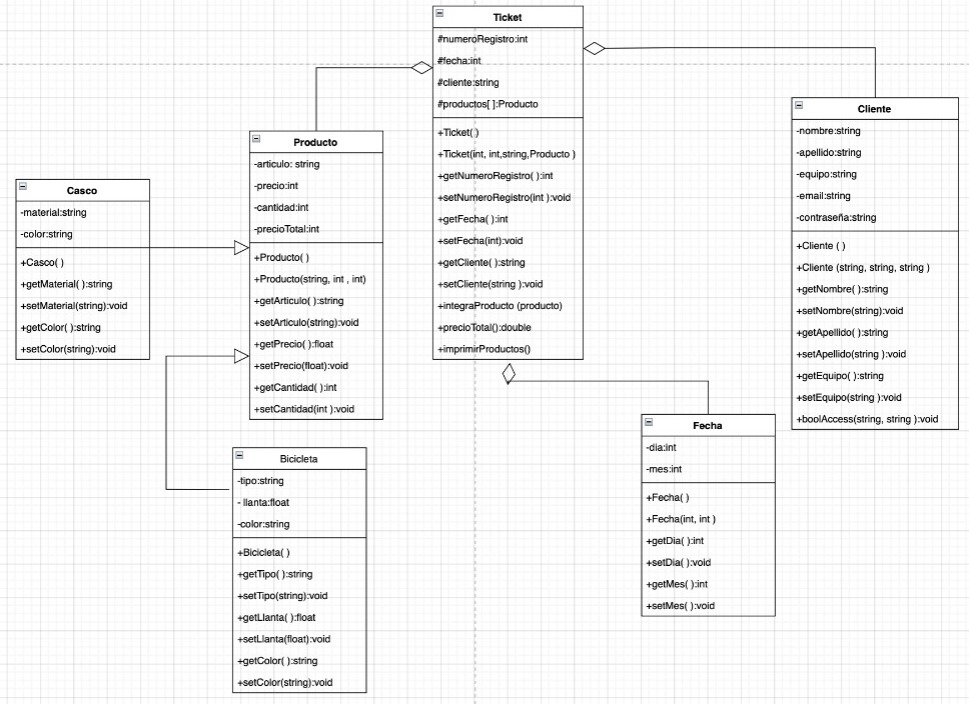 Ticket
#numeroRegistro:int
#fecha:int
#cliente:string
#productos[ ]:Producto
+Ticket( )
+Ticket(int, int,string,Producto )
+getNumeroRegistro( ):int
+setNumeroRegistro(int ):void
+getFecha( ):int
+setFecha(int):void
+getCliente( ):string
+setCliente(string ):void
+integraProducto (producto)
+precioTotal():double
+imprimirProductos()
Cliente
-nombre:string
-apellido:string
-equipo:string
-email:string
-contraseña:string
+Cliente ( )
+Cliente (string, string, string )
+getNombre( ):string
+setNombre(string):void
+getApellido( ):string
+setApellido(string ):void
+getEquipo( ):string
+setEquipo(string ):void
+boolAccess(string, string ):void
Producto
-articulo: string
-precio:int
-cantidad:int
-precioTotal:int
+Producto( )
+Producto(string, int , int)
+getArticulo( ):string
+setArticulo(string):void
+getPrecio( ):float
+setPrecio(float):void
+getCantidad( ):int
+setCantidad(int ):void
Casco
-material:string
-color:string
+Casco( )
+getMaterial( ):string
+setMaterial(string):void
+getColor( ):string
+setColor(string):void
Fecha
-dia:int
-mes:int
+Fecha( )
+Fecha(int, int )
+getDia( ):int
+setDia( ):void
+getMes( ):int
+setMes( ):void
Bicicleta
-tipo:string
- llanta:float
-color:string
+Bicicleta( )
+getTipo( ):string
+setTipo(string):void
+getLlanta( ):float
+setLlanta(float):void
+getColor( ):string
+setColor(string):void